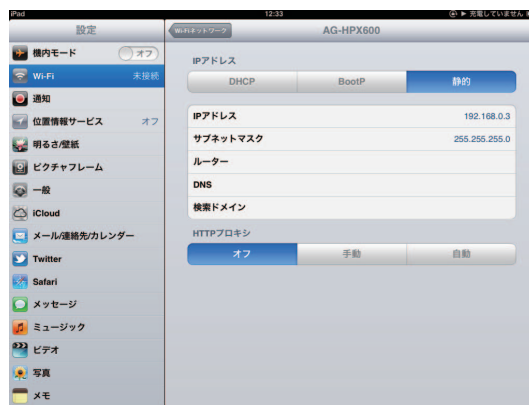 iPad 12:33 充電していません
設定
機内モード オフ
Wi-Fi 未接続
通知
位置情報サービス オフ
明るさ/壁紙
ピクチャフレーム
一般
iCloud
メール/連絡先/カレンダー
Twitter
Safari
メッセージ
ミュージック
ビデオ
写真
メモ
Wi-Fiネットワーク AG-HPX600
IPアドレス
DHCP BootP 静的
IPアドレス 192.168.0.3
サブネットマスク 255.255.255.0
ルーター
DNS
検索ドメイン
HTTPプロキシ
オフ 手動 自動